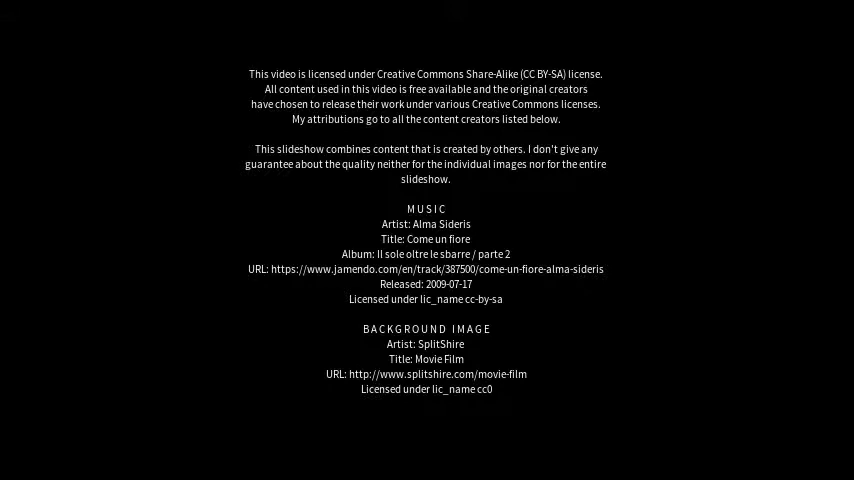 This video is licensed under Creative Commons Share-Alike (CC BY-SA) license.
All content used in this video is free available and the original creators
have chosen to release their work under various Creative Commons licenses.
My attributions go to all the content creators listed below.
This slideshow combines content that is created by others. I don't give any
guarantee about the quality neither for the individual images nor for the entire
slideshow.
MUSIC
Artist: Alma Sideris
Title: Come un fiore
Album: Il sole oltre le sbarre / parte 2
URL: https://www.jamendo.com/en/track/387500/come-un-fiore-alma-sideris
Released: 2009-07-17
Licensed under lic_name cc-by-sa
BACKGROUND IMAGE
Artist: SplitShire
Title: Movie Film
URL: http://www.splitshire.com/movie-film
Licensed under lic_name cc0